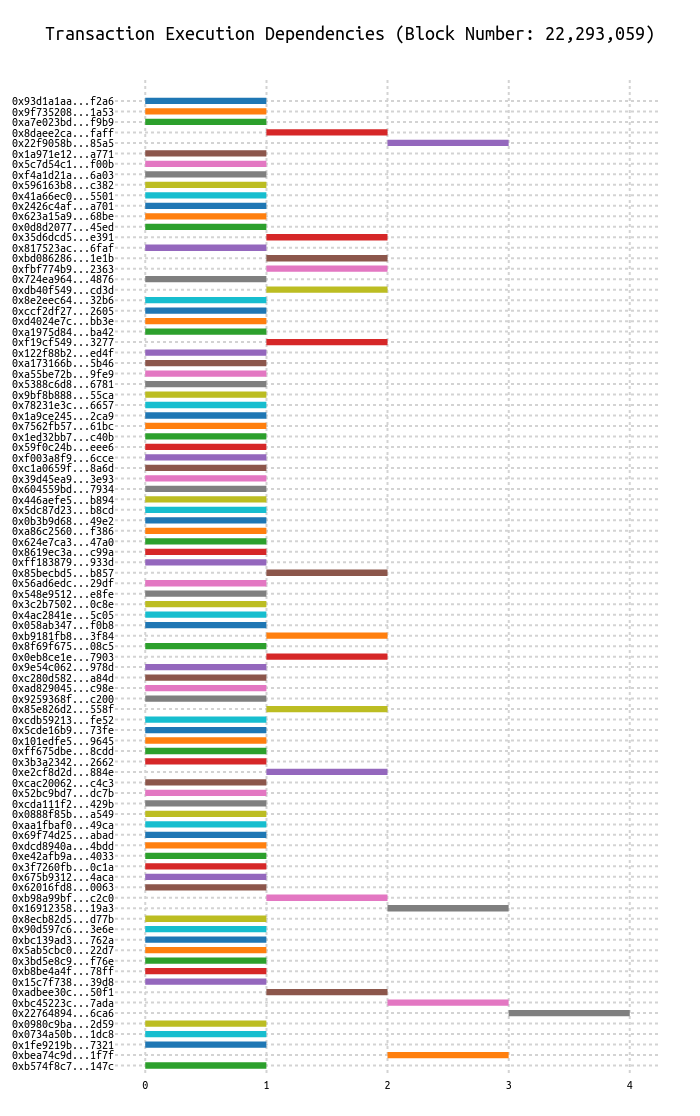 Transaction Execution Dependencies (Block Number: 22,293,059)
0x93d1a1aa...f2a6
0x9f735208...1a53
0xa7e023bd...f9b9
0x8daee2ca...faff
0x22f9058b...85a5
0x1a971e12...a771
0x5c7d54c1...f00b
0xf4a1d21a...6a03
0x596163b8...c382
0x41a66ec0...5501
0x2426c4af...a701
0x623a15a9...68be
0x0d8d2077...45ed
0x35d6dcd5...e391
0x817523ac...6faf
0xbd086286...1e1b
0xfbf774b9...2363
0x724ea964...4876
0xdb40f549...cd3d
0x8e2eec64...32b6
0xccf2df27...2605
0xd4024e7c...bb3e
0xa1975d84...ba42
0xf19cf549...3277
0x122f88b2...ed4f
0xa173166b...5b46
0xa55be72b...9fe9
0x5388c6d8...6781
0x9bf8b888...55ca
0x78231e3c...6657
0x1a9ce245...2ca9
0x7562fb57...61bc
0x1ed32bb7...c40b
0x59f0c24b...eee6
0xf003a8f9...6cce
0xc1a0659f...8a6d
0x39d45ea9...3e93
0x604559bd...7934
0x446aefe5...b894
0x5dc87d23...b8cd
0x0b3b9d68...49e2
0xa86c2560...f386
0x624e7ca3...47a0
0x8619ec3a...c99a
0xff183879...933d
0x85becbd5...b857
0x56ad6edc...29df
0x548e9512...e8fe
0x3c2b7502...0c8e
0x4ac2841e...5c05
0x058ab347...f0b8
0xb9181fb8...3f84
0x8f69f675...08c5
0x0eb8ce1e...7903
0x9e54c062...978d
0xc280d582...a84d
0xad829045...c98e
0x9259368f...c200
0x85e826d2...558f
0xcdb59213...fe52
0x5cde16b9...73fe
0x101edfe5...9645
0xff675dbe...8cdd
0x3b3a2342...2662
0xe2cf8d2d...884e
0xcac20062...c4c3
0x52bc9bd7...dc7b
0xcda111f2...429b
0x0888f85b...a549
0xaa1fbaf0...49ca
0x69f74d25...abad
0xdcd8940a...4bdd
0xe42afb9a...4033
0x3f7260fb...0c1a
0x675b9312...4aca
0x62016fd8...0063
0xb98a99bf...c2c0
0x16912358...19a3
0x8ecb82d5...d77b
0x90d597c6...3e6e
0xbc139ad3...762a
0x5ab5cbc0...22d7
0x3bd5e8c9...f76e
0xb8be4a4f...78ff
0x15c7f738...39d8
0xadbee30c...50f1
0xbc45223c...7ada
0x22764894...6ca6
0x0980c9ba...2d59
0x0734a50b...1dc8
0x1fe9219b...7321
0xbea74c9d...1f7f
0xb574f8c7...147c
0 1 2 3 4